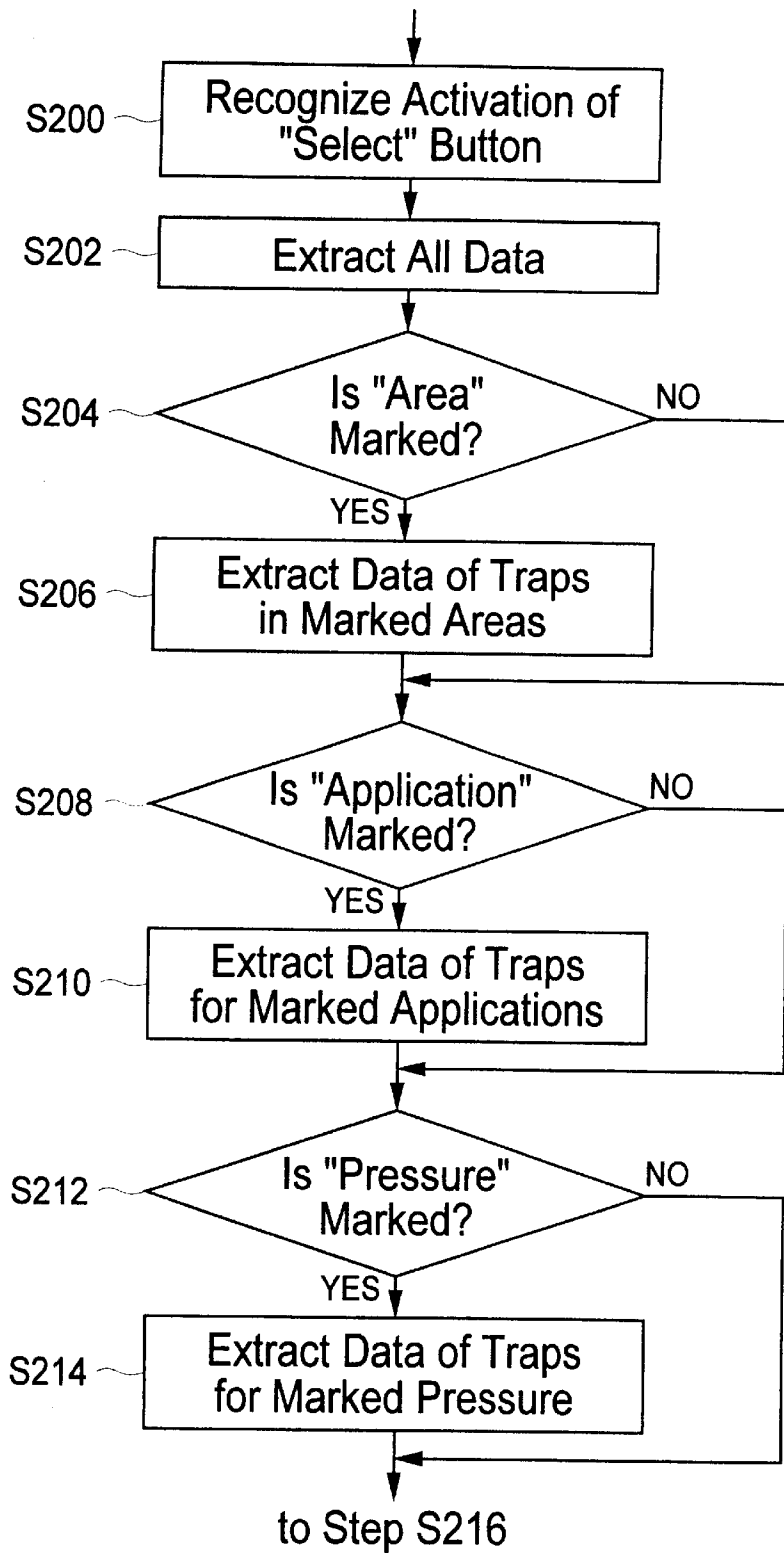 S200
Recognize Activation of
"Select" Button
S202
Extract All Data
S204
Is "Area"
Marked?
NO
YES
S206
Extract Data of Traps
in Marked Areas
S208
Is "Application"
Marked?
NO
YES
S210
Extract Data of Traps
for Marked Applications
S212
Is "Pressure"
Marked?
NO
YES
S214
Extract Data of Traps
for Marked Pressure
to Step S216